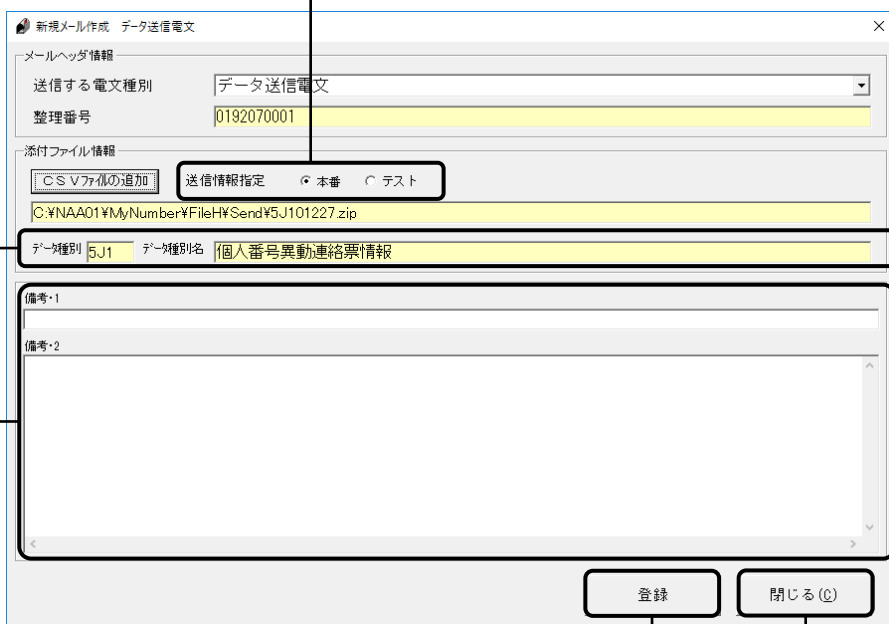 新規メール作成　データ送信電文
メールヘッダ情報
送信する電文種別　データ送信電文
整理番号　0192070001
添付ファイル情報
ＣＳＶファイルの追加　送信情報指定　本番　テスト
C:¥NAA01¥MyNumber¥FileH¥Send¥5J101227.zip
データ種別　5J1　データ種別名　個人番号異動連絡票情報
備考・1
備考・2
登録　閉じる(C)